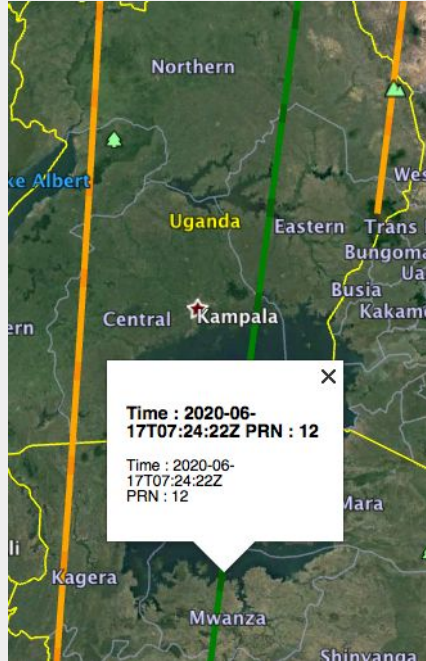 Northern
ke Albert
Wes
Uganda
Eastern
Trans
Bungoma
Ua
Busia
Kakame
ern
Central
Kampala
Time : 2020-06-
17T07:24:22Z PRN : 12
Time : 2020-06-
17T07:24:22Z
PRN : 12
Mara
li
Kagera
Mwanza
Shinyanga